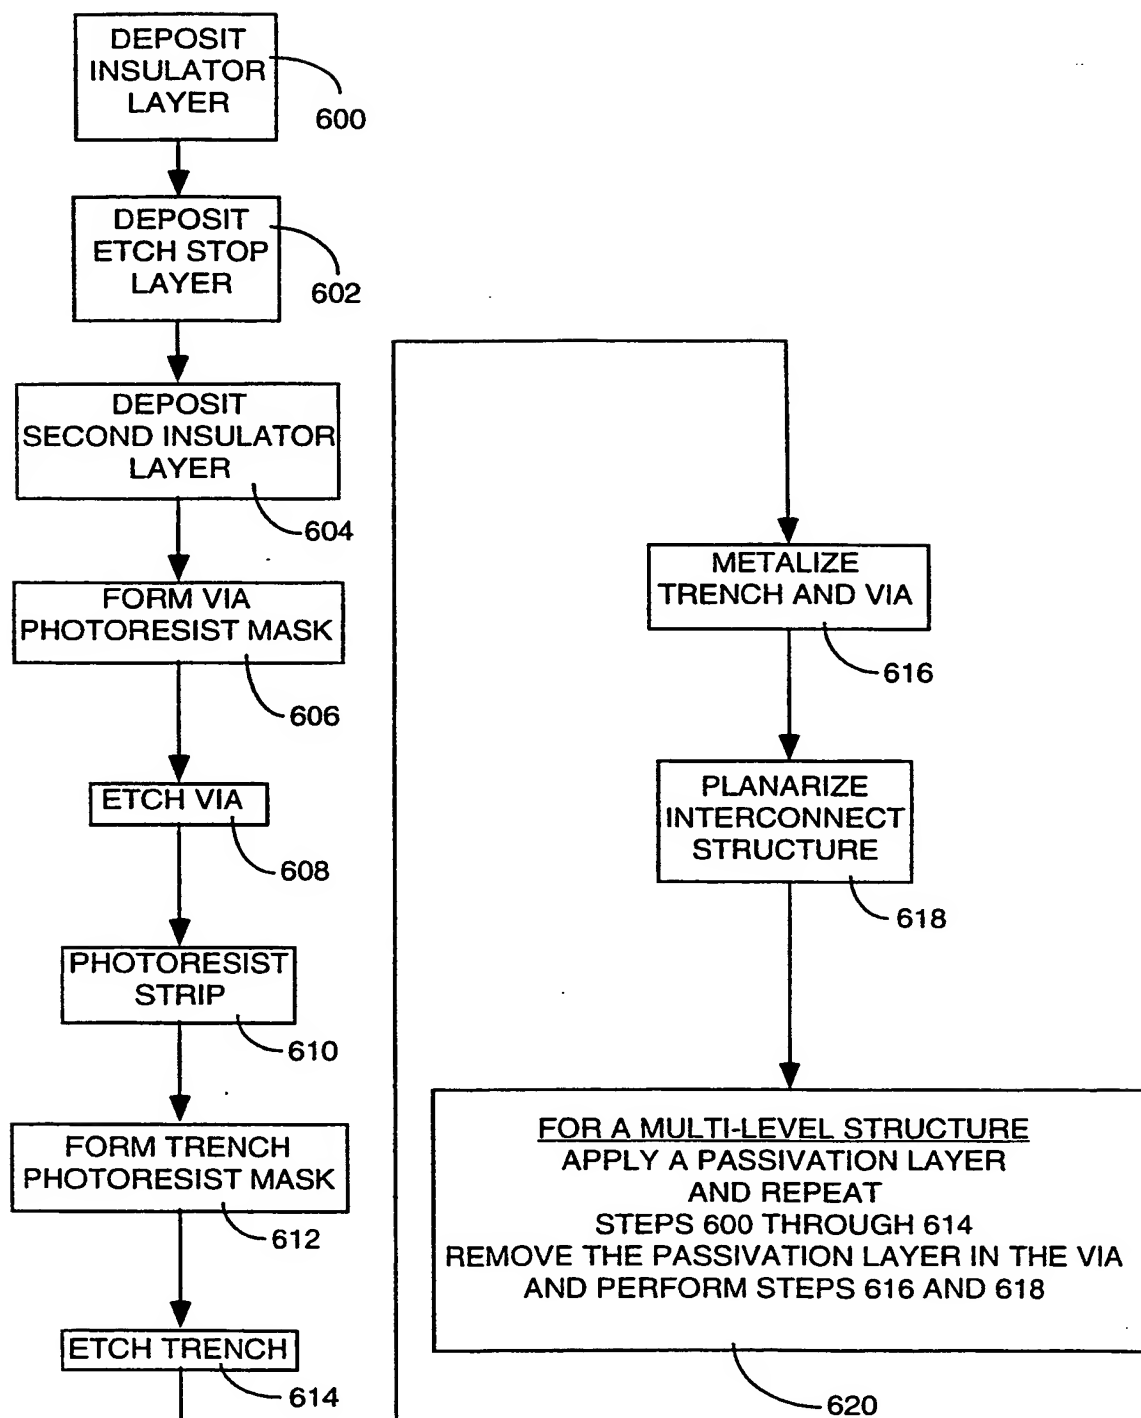 DEPOSIT
INSULATOR
LAYER
600
DEPOSIT
ETCH STOP
LAYER
602
DEPOSIT
SECOND INSULATOR
LAYER
604
FORM VIA
PHOTORESIST MASK
606
ETCH VIA
608
PHOTORESIST
STRIP
610
FORM TRENCH
PHOTORESIST MASK
612
ETCH TRENCH
614
METALIZE
TRENCH AND VIA
616
PLANARIZE
INTERCONNECT
STRUCTURE
618
FOR A MULTI-LEVEL STRUCTURE
APPLY A PASSIVATION LAYER
AND REPEAT
STEPS 600 THROUGH 614
REMOVE THE PASSIVATION LAYER IN THE VIA
AND PERFORM STEPS 616 AND 618
620